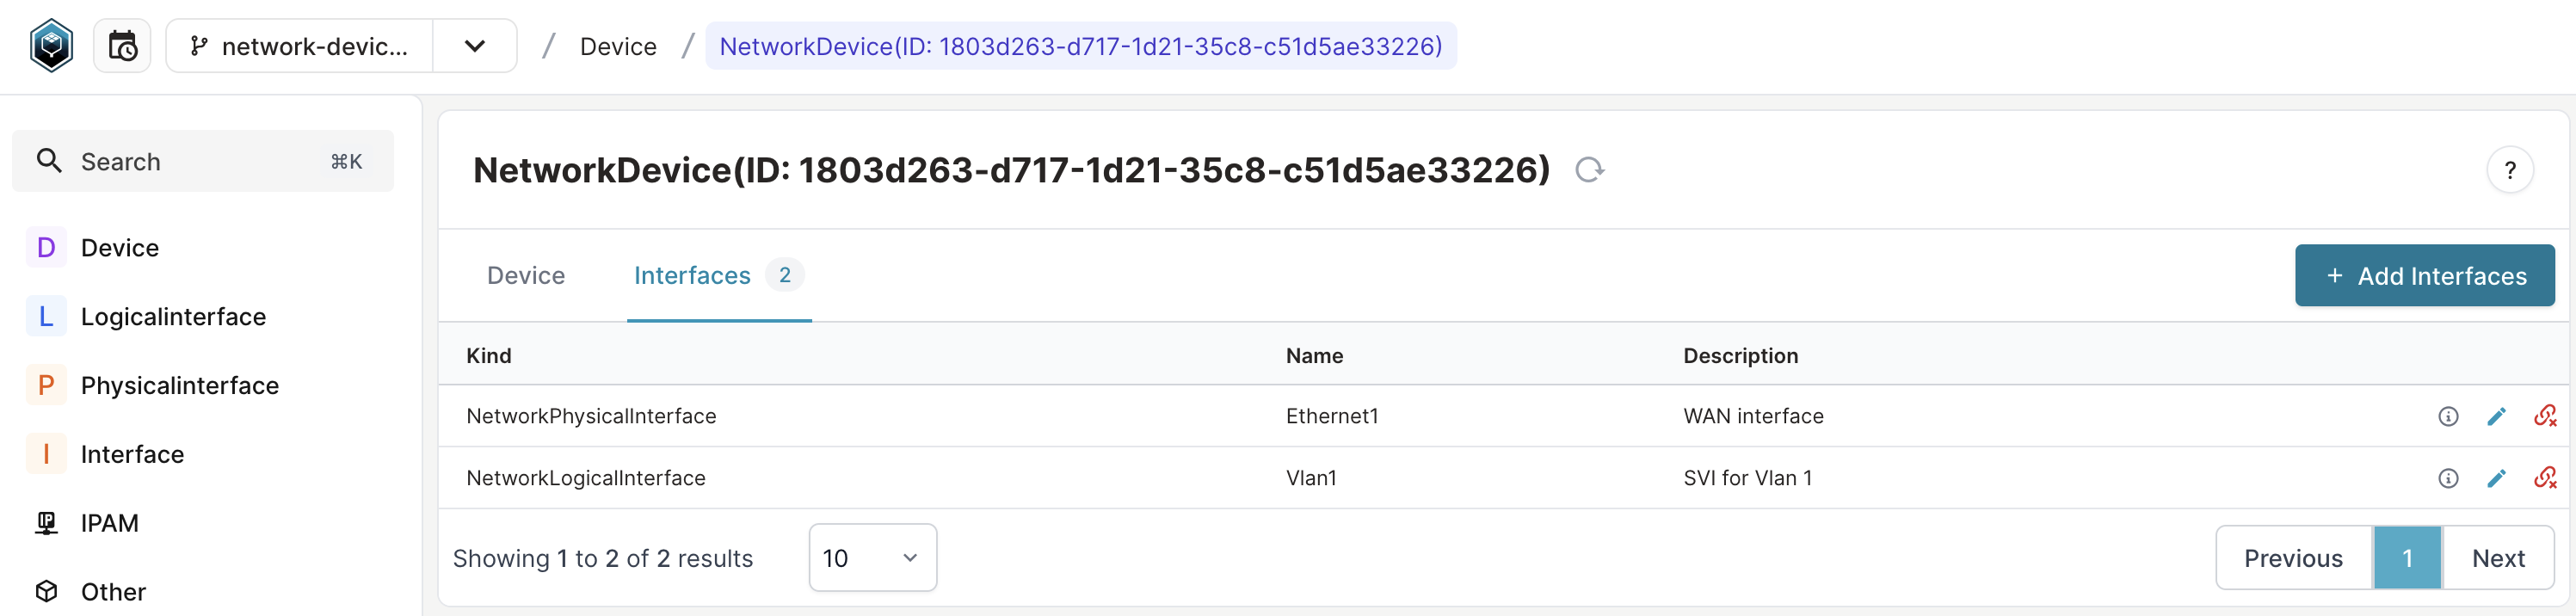 network-devic... / Device / NetworkDevice(ID: 1803d263-d717-1d21-35c8-c51d5ae33226)
Search ⌘K
D Device
L Logicalinterface
P Physicalinterface
I Interface
IPAM
Other
NetworkDevice(ID: 1803d263-d717-1d21-35c8-c51d5ae33226) ?
Device Interfaces 2 + Add Interfaces
Kind Name Description
NetworkPhysicalInterface Ethernet1 WAN interface
NetworkLogicalInterface Vlan1 SVI for Vlan 1
Showing 1 to 2 of 2 results 10 Previous 1 Next